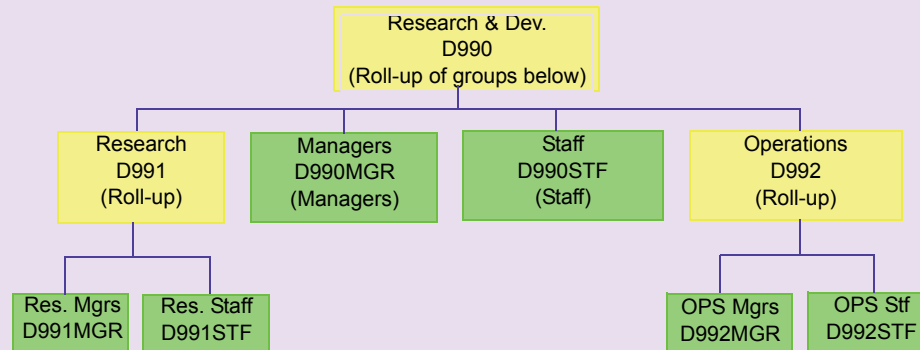 Research & Dev.
D990
(Roll-up of groups below)
Research
D991
(Roll-up)
Managers
D990MGR
(Managers)
Staff
D990STF
(Staff)
Operations
D992
(Roll-up)
Res. Mgrs
D991MGR
Res. Staff
D991STF
OPS Mgrs
D992MGR
OPS Stf
D992STF